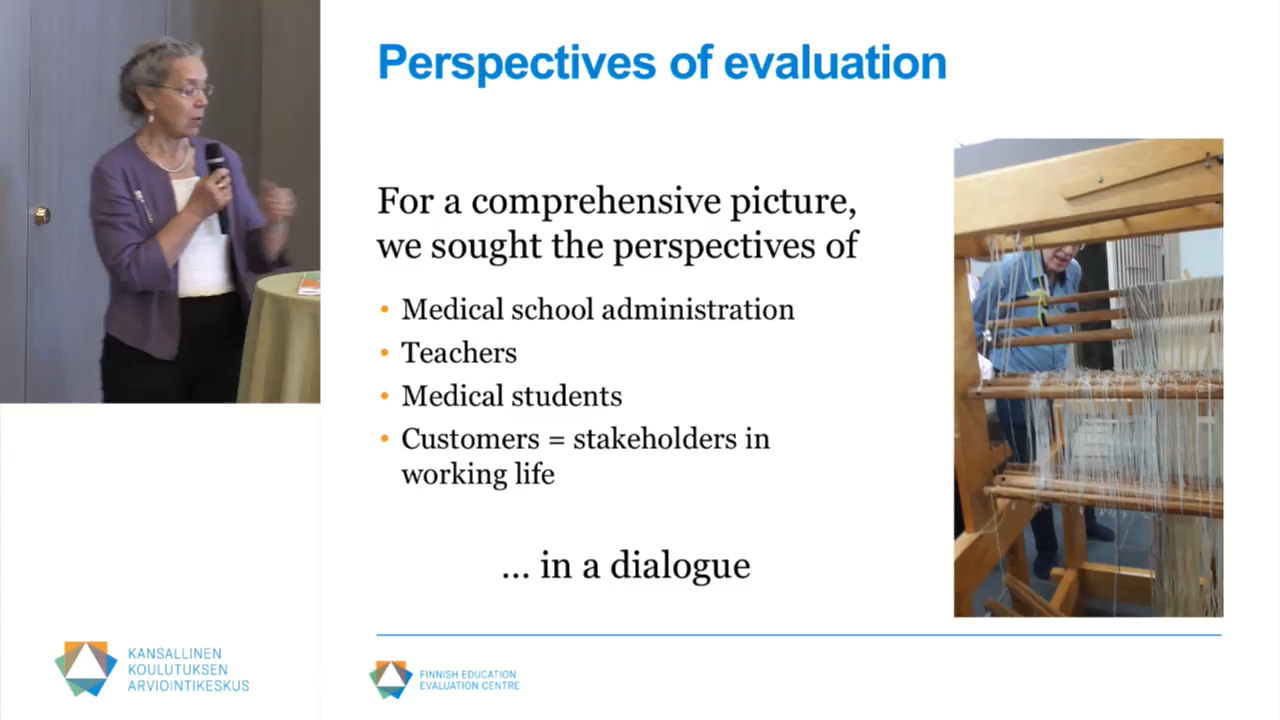 Perspectives of evaluation
For a comprehensive picture,
we sought the perspectives of
• Medical school administration
• Teachers
• Medical students
• Customers = stakeholders in
working life
... in a dialogue
KANSALLINEN
KOULUTUKSEN
ARVIOINTIKESKUS
FINNISH EDUCATION
EVALUATION CENTRE